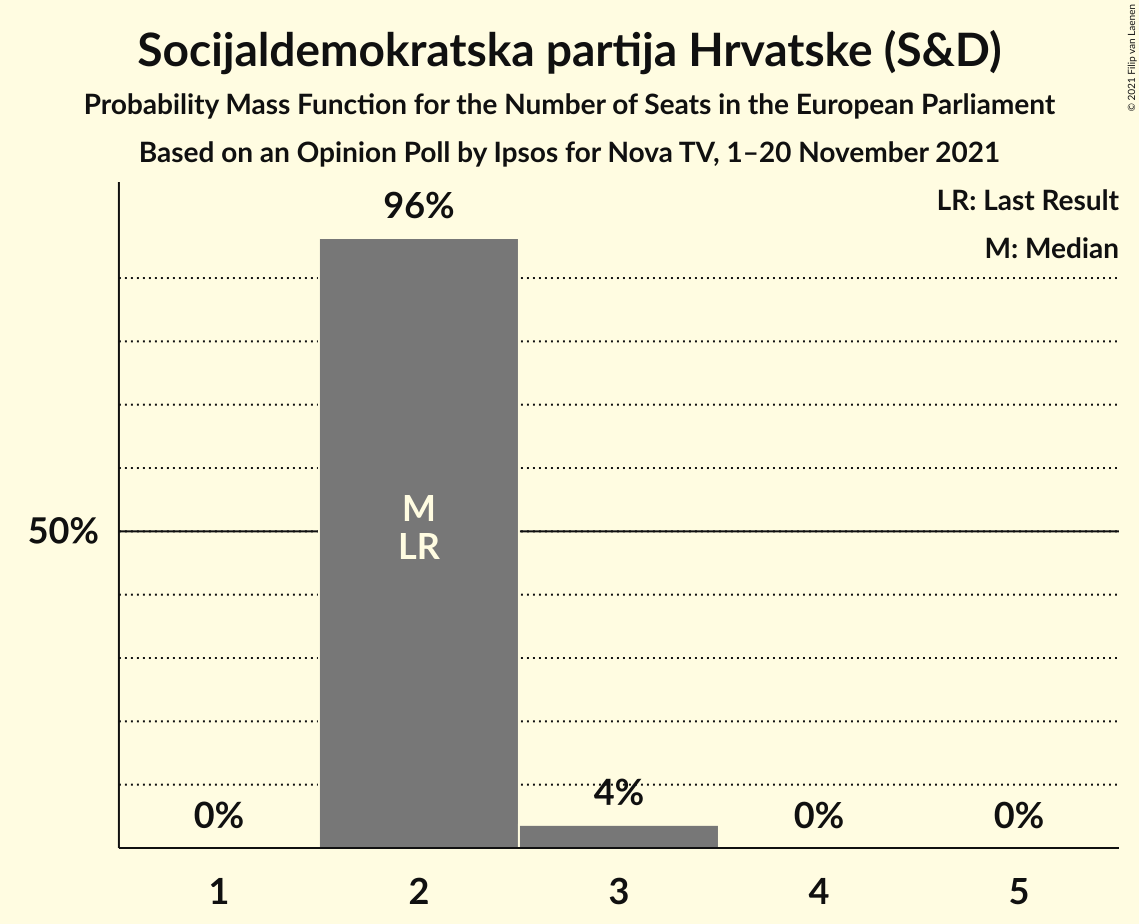 Socijaldemokratska partija Hrvatske (S&D)
Probability Mass Function for the Number of Seats in the European Parliament
Based on an Opinion Poll by Ipsos for Nova TV, 1–20 November 2021
© 2021 Filip van Laenen
LR: Last Result
M: Median
96%
50%
M
LR
0%
4%
0%
0%
1
2
3
4
5